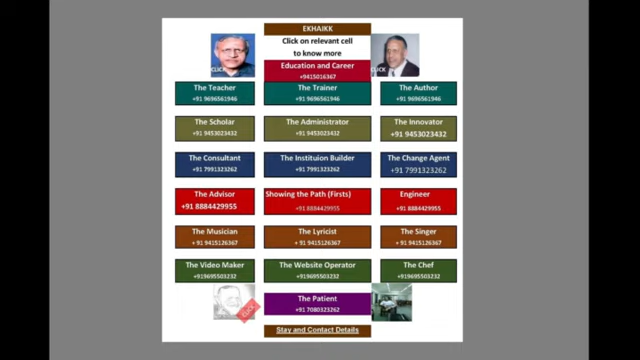 EKHAIKK
Click on relevant cell
to know more
CLICK
CLICK
Education and Career
+9415016367
The Teacher
+91 9696561946
The Trainer
+91 9696561946
The Author
+91 9696561946
The Scholar
+91 9453023432
The Administrator
+91 9453023432
The Innovator
+91 9453023432
The Consultant
+91 7991323262
The Instituion Builder
+91 7991323262
The Change Agent
+91 7991323262
The Advisor
+91 8884429955
Showing the Path (Firsts)
+91 8884429955
Engineer
+91 8884429955
The Musician
+ 91 9415126367
The Lyricist
+ 91 9415126367
The Singer
+ 91 9415126367
The Video Maker
+919695503232
The Website Operator
+919695503232
The Chef
+919695503232
CLICK
The Patient
+91 7080323262
Stay and Contact Details